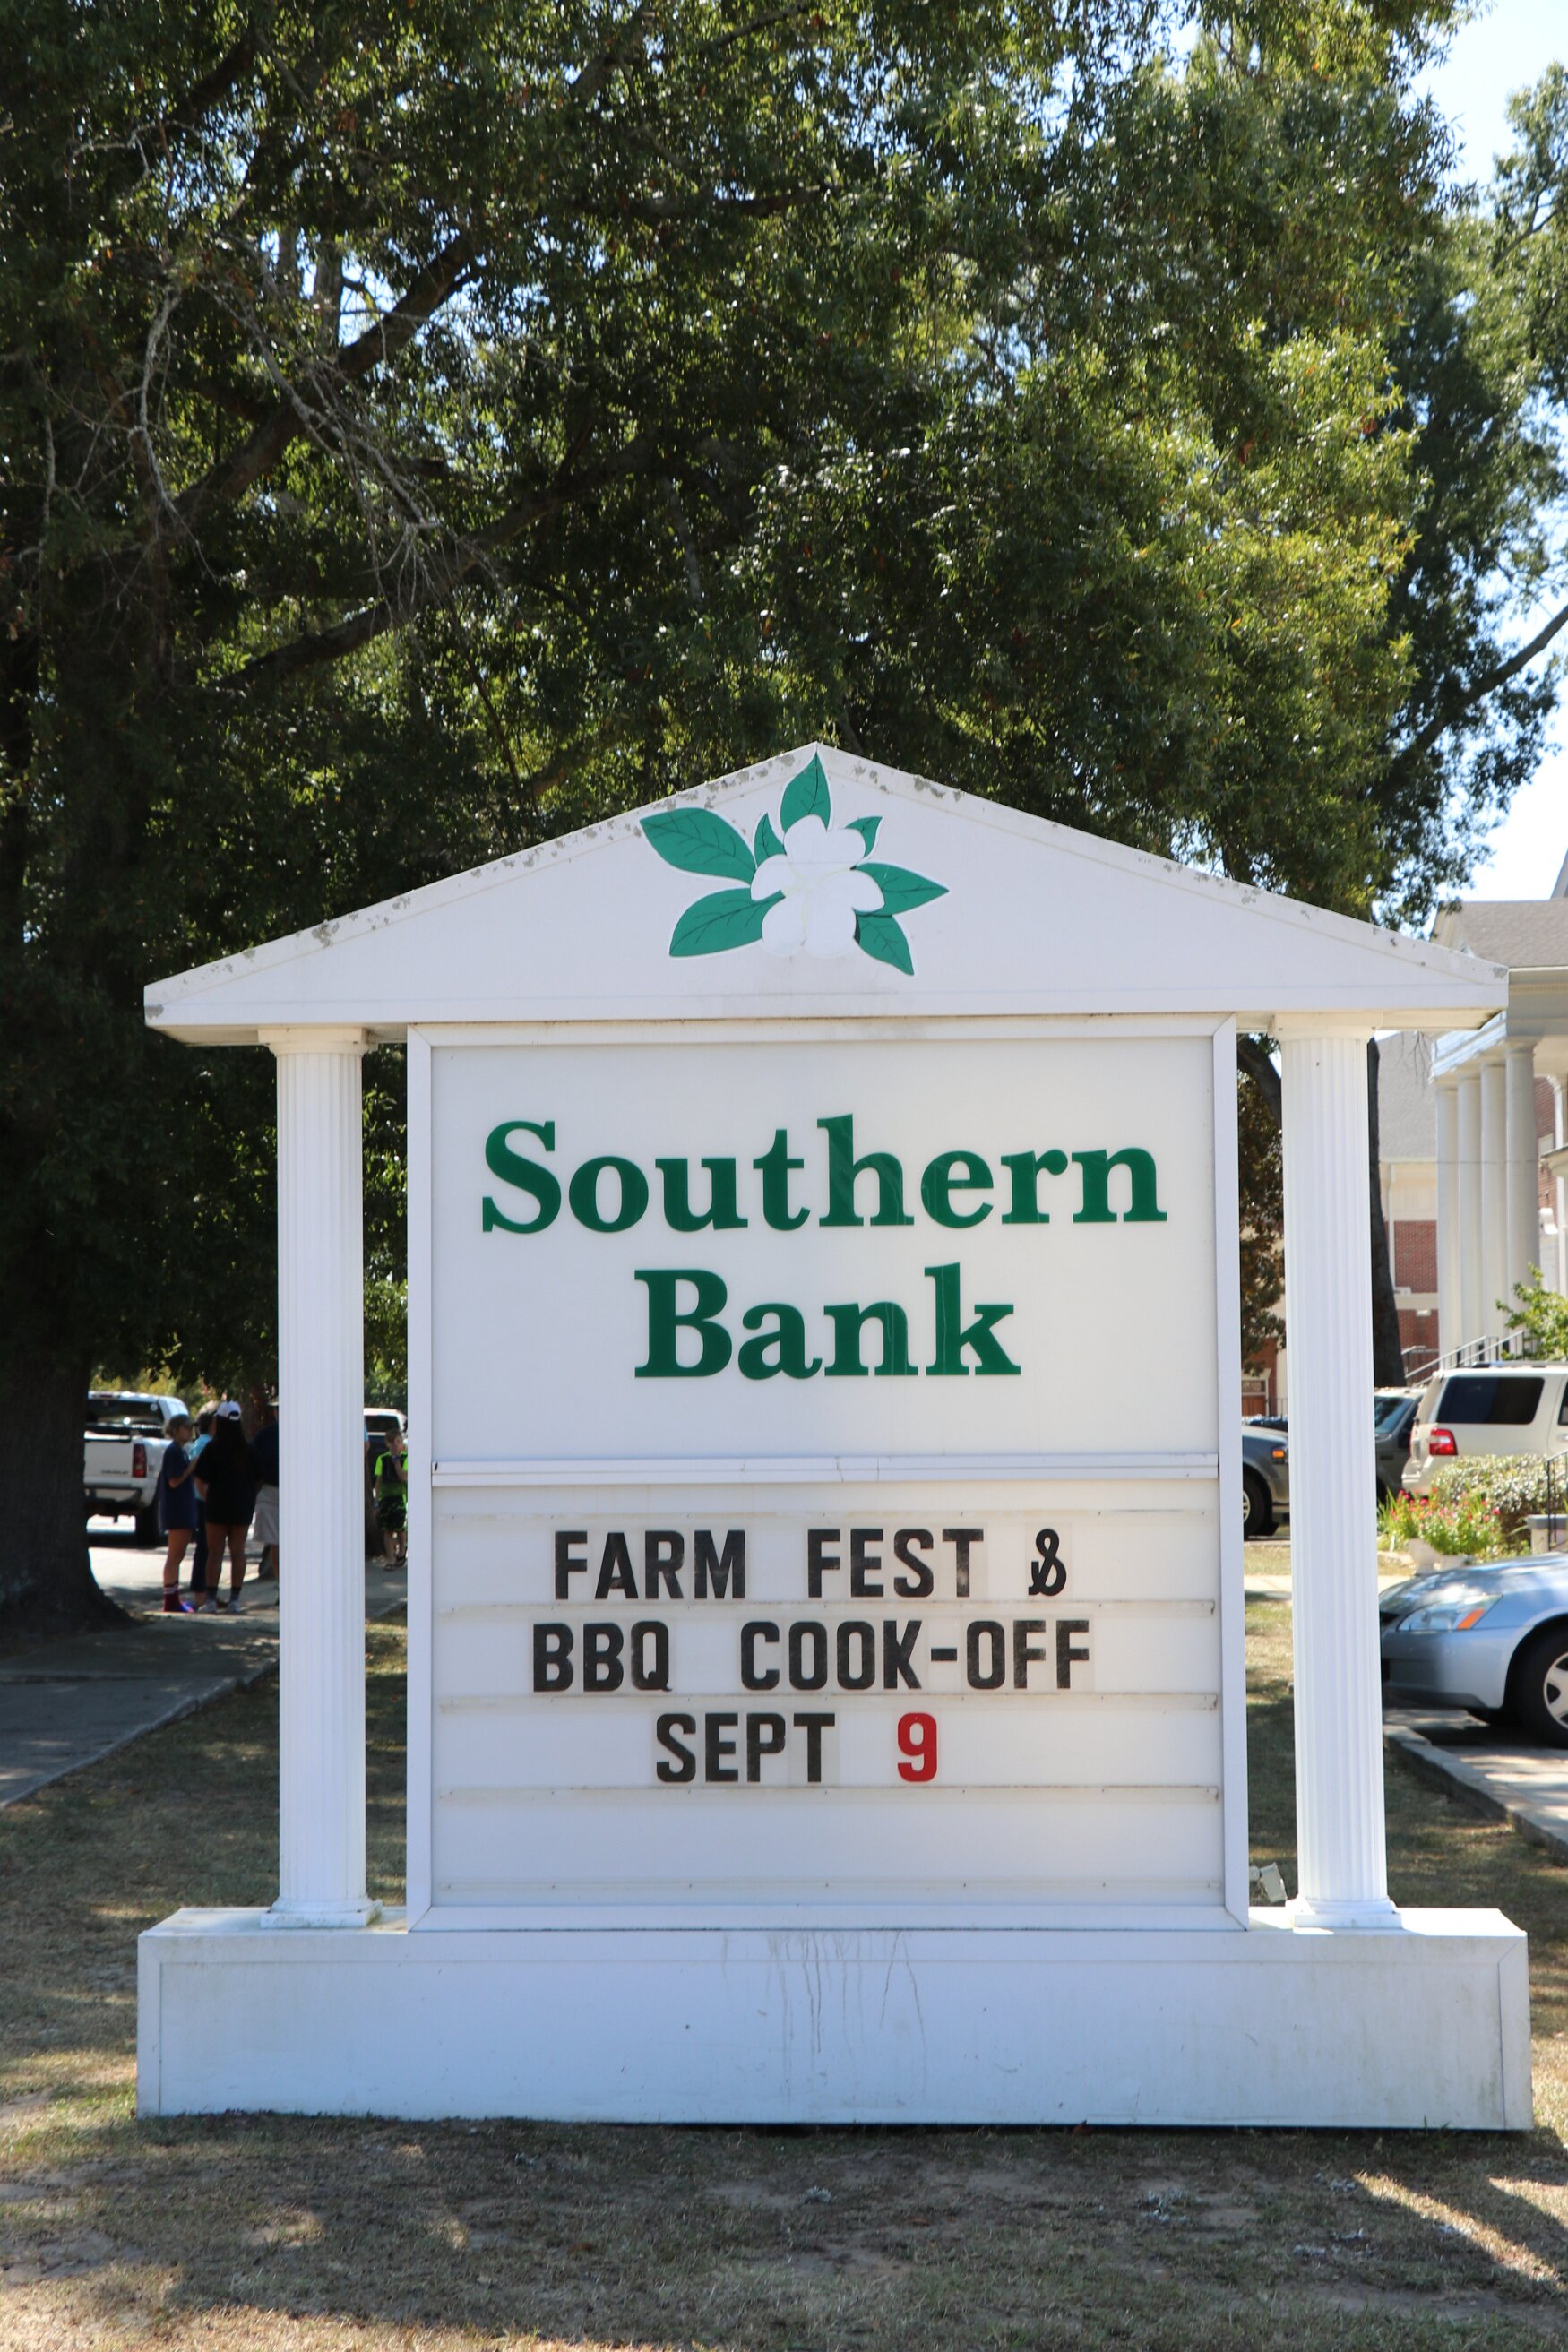 Southern
Bank
FARM FEST &
BBQ COOK-OFF
SEPT 9